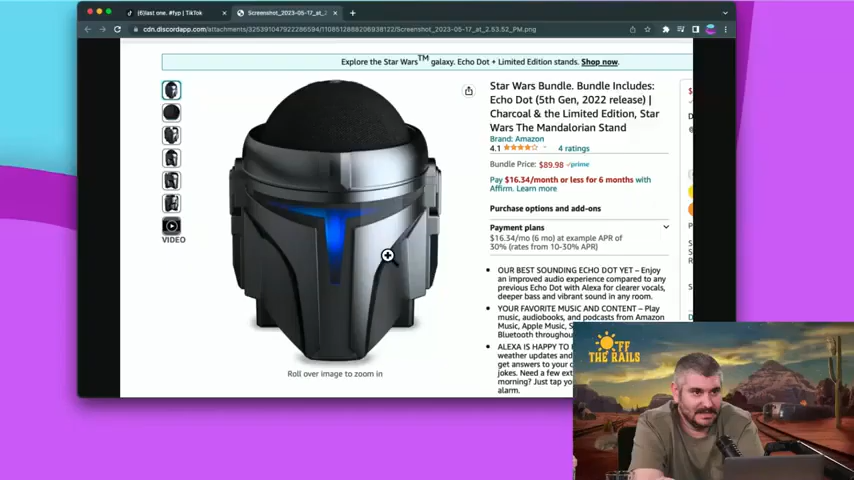 (6)last one. #fyp | TikTok
Screenshot_2023-05-17_at_2
cdn.discordapp.com/attachments/325391047922286594/1108512888206938122/Screenshot_2023-05-17_at_2.53.52_PM.png
Explore the Star Wars™ galaxy. Echo Dot + Limited Edition stands. Shop now.
Star Wars Bundle. Bundle Includes:
Echo Dot (5th Gen, 2022 release) |
Charcoal & the Limited Edition, Star
Wars The Mandalorian Stand
Brand: Amazon
4.1
4 ratings
Bundle Price: $89.98 prime
Pay $16.34/month or less for 6 months with
Affirm. Learn more
Purchase options and add-ons
Payment plans
$16.34/mo (6 mo) at example APR of
30% (rates from 10-30% APR)
• OUR BEST SOUNDING ECHO DOT YET – Enjoy
an improved audio experience compared to any
previous Echo Dot with Alexa for clearer vocals,
deeper bass and vibrant sound in any room.
• YOUR FAVORITE MUSIC AND CONTENT – Play
music, audiobooks, and podcasts from Amazon
Music, Apple Music, S
Bluetooth throughou
• ALEXA IS HAPPY TO
weather updates and
get answers to your
jokes. Need a few ex
morning? Just tap yo
alarm.
VIDEO
Roll over image to zoom in
OFF
THE RAILS